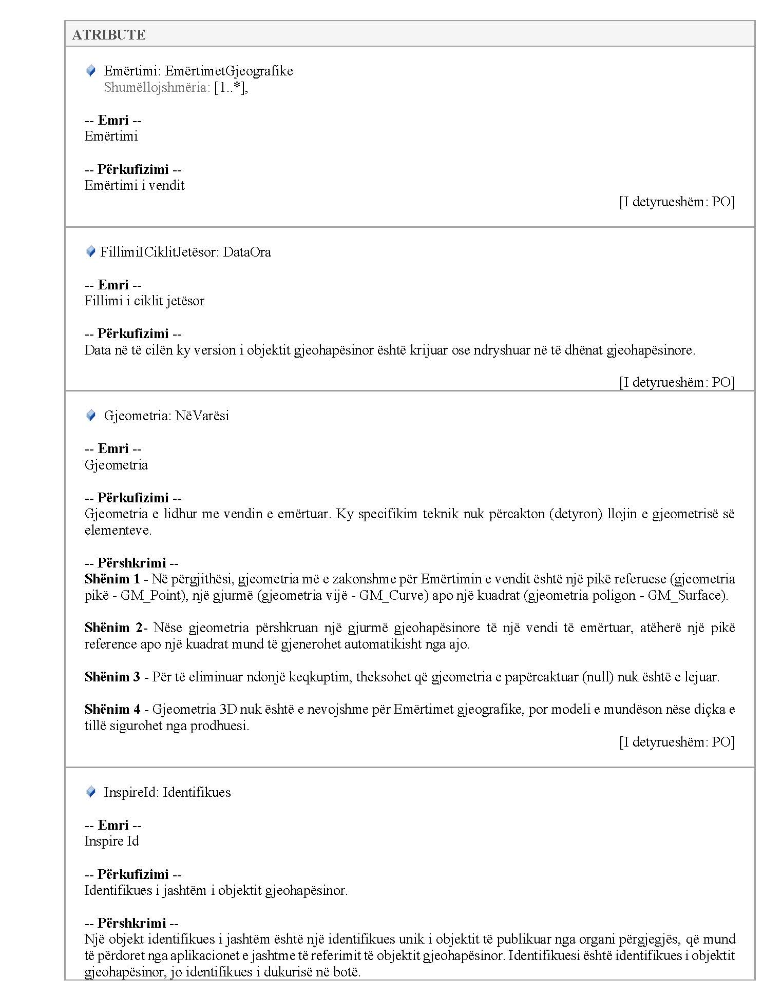 ATRIBUTE
Emërtimi: EmërtimetGjeografike
Shumëllojshmëria: [1..*],
-- Emri --
Emërtimi
-- Përkufizimi --
Emërtimi i vendit
[I detyrueshëm: PO]
FillimiICiklitJetësor: DataOra
-- Emri --
Fillimi i ciklit jetësor
-- Përkufizimi --
Data në të cilën ky version i objektit gjeohapësinor është krijuar ose ndryshuar në të dhënat gjeohapësinore.
[I detyrueshëm: PO]
Gjeometria: NëVarësi
-- Emri --
Gjeometria
-- Përkufizimi --
Gjeometria e lidhur me vendin e emërtuar. Ky specifikim teknik nuk përcakton (detyron) llojin e gjeometrisë së
elementeve.
-- Përshkrimi --
Shënim 1 - Në përgjithësi, gjeometria më e zakonshme për Emërtimin e vendit është një pikë referuese (gjeometria
pikë - GM_Point), një gjurmë (gjeometria vijë - GM_Curve) apo një kuadrat (gjeometria poligon - GM_Surface).
Shënim 2- Nëse gjeometria përshkruan një gjurmë gjeohapësinore të një vendi të emërtuar, atëherë një pikë
reference apo një kuadrat mund të gjenerohet automatikisht nga ajo.
Shënim 3 - Për të eliminuar ndonjë keqkuptim, theksohet që gjeometria e papërcaktuar (null) nuk është e lejuar.
Shënim 4 - Gjeometria 3D nuk është e nevojshme për Emërtimet gjeografike, por modeli e mundëson nëse diçka e
tillë sigurohet nga prodhuesi.
[I detyrueshëm: PO]
InspireId: Identifikues
-- Emri --
Inspire Id
-- Përkufizimi --
Identifikues i jashtëm i objektit gjeohapësinor.
-- Përshkrimi --
Një objekt identifikues i jashtëm është një identifikues unik i objektit të publikuar nga organi përgjegjës, që mund
të përdoret nga aplikacionet e jashtme të referimit të objektit gjeohapësinor. Identifikuesi është identifikues i objektit
gjeohapësinor, jo identifikues i dukurisë në botë.